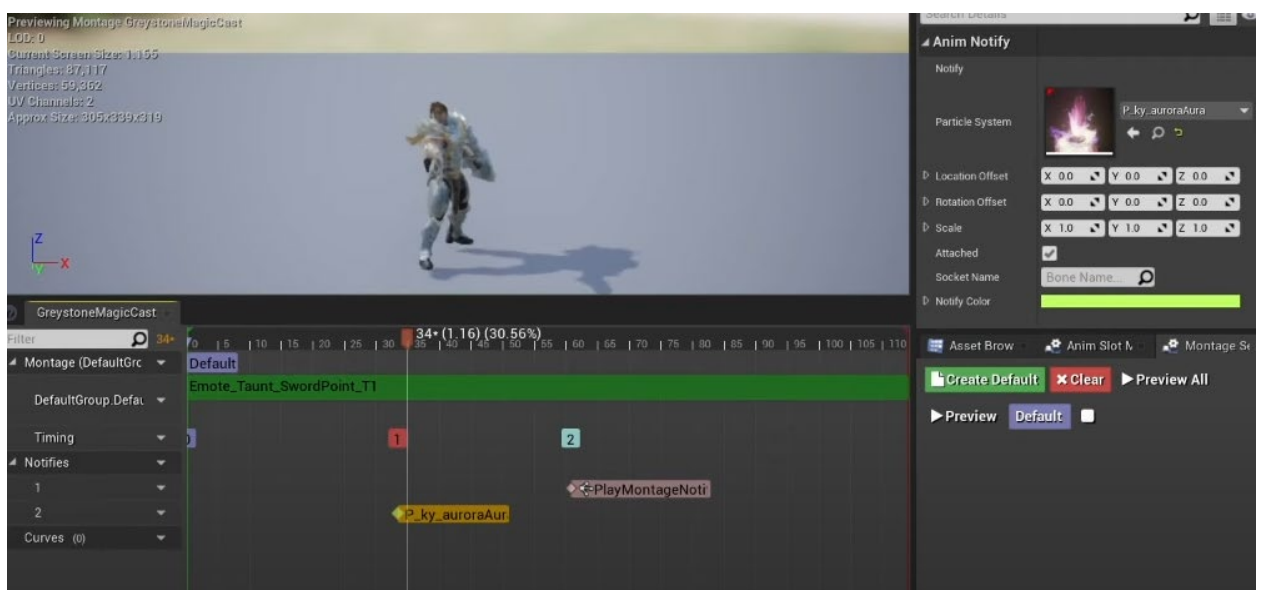 Previewing Montage GreystoneMagicCast
LOD: 0
Current Screen Size: 1.155
Triangles: 87,117
Vertices: 59,362
UV Channels: 2
Approx Size: 305x339x319
Z
Y X
Search Details
Anim Notify
Notify
Particle System
P_ky_auroraAura
Location Offset X 0.0 Y 0.0 Z 0.0
Rotation Offset X 0.0 Y 0.0 Z 0.0
Scale X 1.0 Y 1.0 Z 1.0
Attached
Socket Name Bone Name...
Notify Color
GreystoneMagicCast
Filter 34+ 0 5 10 15 20 25 30 35 40 45 50 55 60 65 70 75 80 85 90 95 100 105 110
34+ (1.16) (30.56%)
Montage (DefaultGrc Default
Emote_Taunt_SwordPoint_T1
DefaultGroup.Defau
Timing 1 2
Notifies
1 PlayMontageNoti
2 P_ky_auroraAur
Curves (0)
Asset Brow Anim Slot M Montage Se
Create Default Clear Preview All
Preview Default